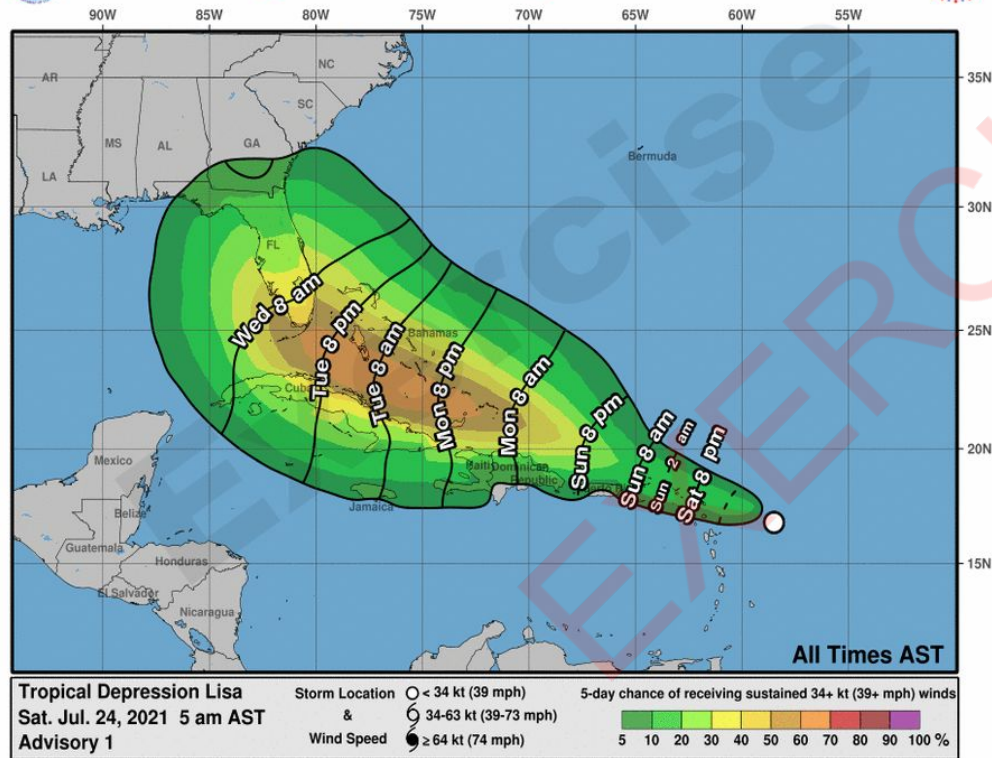 90W 85W 80W 75W 70W 65W 60W 55W
NC
AR
35N
SC
MS AL GA
Bermuda
LA
30N
FL
Wed 8 am
Tue 8 pm
Tue 8 am
Bahamas
25N
Mon 8 pm
Mon 8 am
Cuba
Sun 8 pm
Sun 8 am
Sun 2 am
Sat 8 pm
20N
Mexico
Haiti Dominican
Republic
Jamaica
Belize
Guatemala
Honduras
15N
El Salvador
Nicaragua
Exercise
EXERC
All Times AST
Tropical Depression Lisa
Sat. Jul. 24, 2021 5 am AST
Advisory 1
Storm Location < 34 kt (39 mph)
& 34-63 kt (39-73 mph)
Wind Speed ≥ 64 kt (74 mph)
5-day chance of receiving sustained 34+ kt (39+ mph) winds
5 10 20 30 40 50 60 70 80 90 100 %